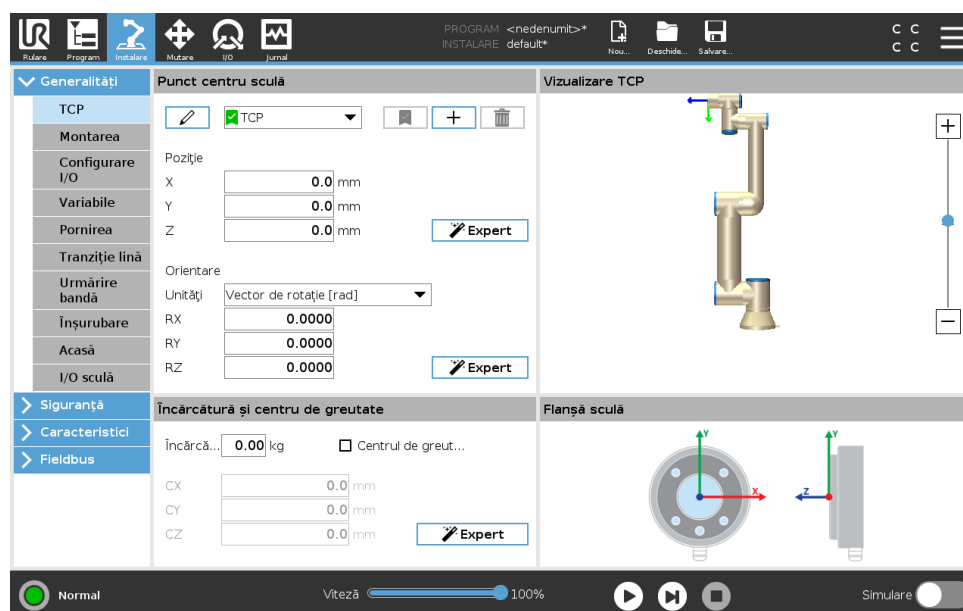 PROGRAM <nedenumit>*
INSTALARE default*
C C
C C
Rulare Program Instalare Mutare I/O Jurnal Nou... Deschide... Salvare...
Generalități
TCP
Montarea
Configurare
I/O
Variabile
Pornirea
Tranziție lină
Urmărire
bandă
Înșurubare
Acasă
I/O sculă
Siguranță
Caracteristici
Fieldbus
Punct centru sculă
TCP
Poziție
X 0.0 mm
Y 0.0 mm
Z 0.0 mm
Expert
Orientare
Unități Vector de rotație [rad]
RX 0.0000
RY 0.0000
RZ 0.0000
Expert
Încărcătură și centru de greutate
Încărcă... 0.00 kg Centrul de greut...
CX 0.0 mm
CY 0.0 mm
CZ 0.0 mm
Expert
Vizualizare TCP
Flanșă sculă
Y
X
Y
Z
Normal
Viteză 100%
Simulare